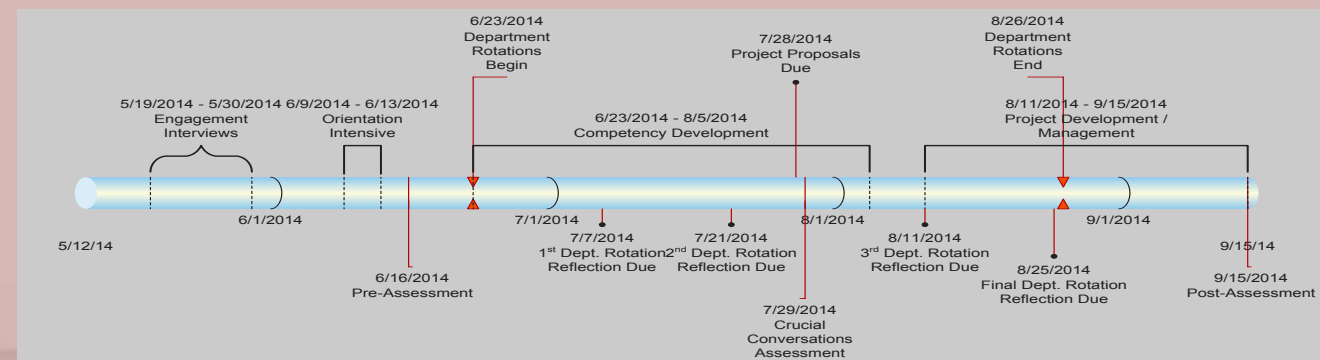 6/23/2014
Department
Rotations
Begin
8/26/2014
Department
Rotations
End
7/28/2014
Project Proposals
Due
5/19/2014 - 5/30/2014
Engagement
Interviews
6/9/2014 - 6/13/2014
Orientation
Intensive
6/23/2014 - 8/5/2014
Competency Development
8/11/2014 - 9/15/2014
Project Development /
Management
6/1/2014
7/1/2014
8/1/2014
9/1/2014
5/12/14
9/15/14
7/7/2014
1st Dept. Rotation
Reflection Due
7/21/2014
2nd Dept. Rotation
Reflection Due
8/11/2014
3rd Dept. Rotation
Reflection Due
6/16/2014
Pre-Assessment
8/25/2014
Final Dept. Rotation
Reflection Due
9/15/2014
Post-Assessment
7/29/2014
Crucial
Conversations
Assessment